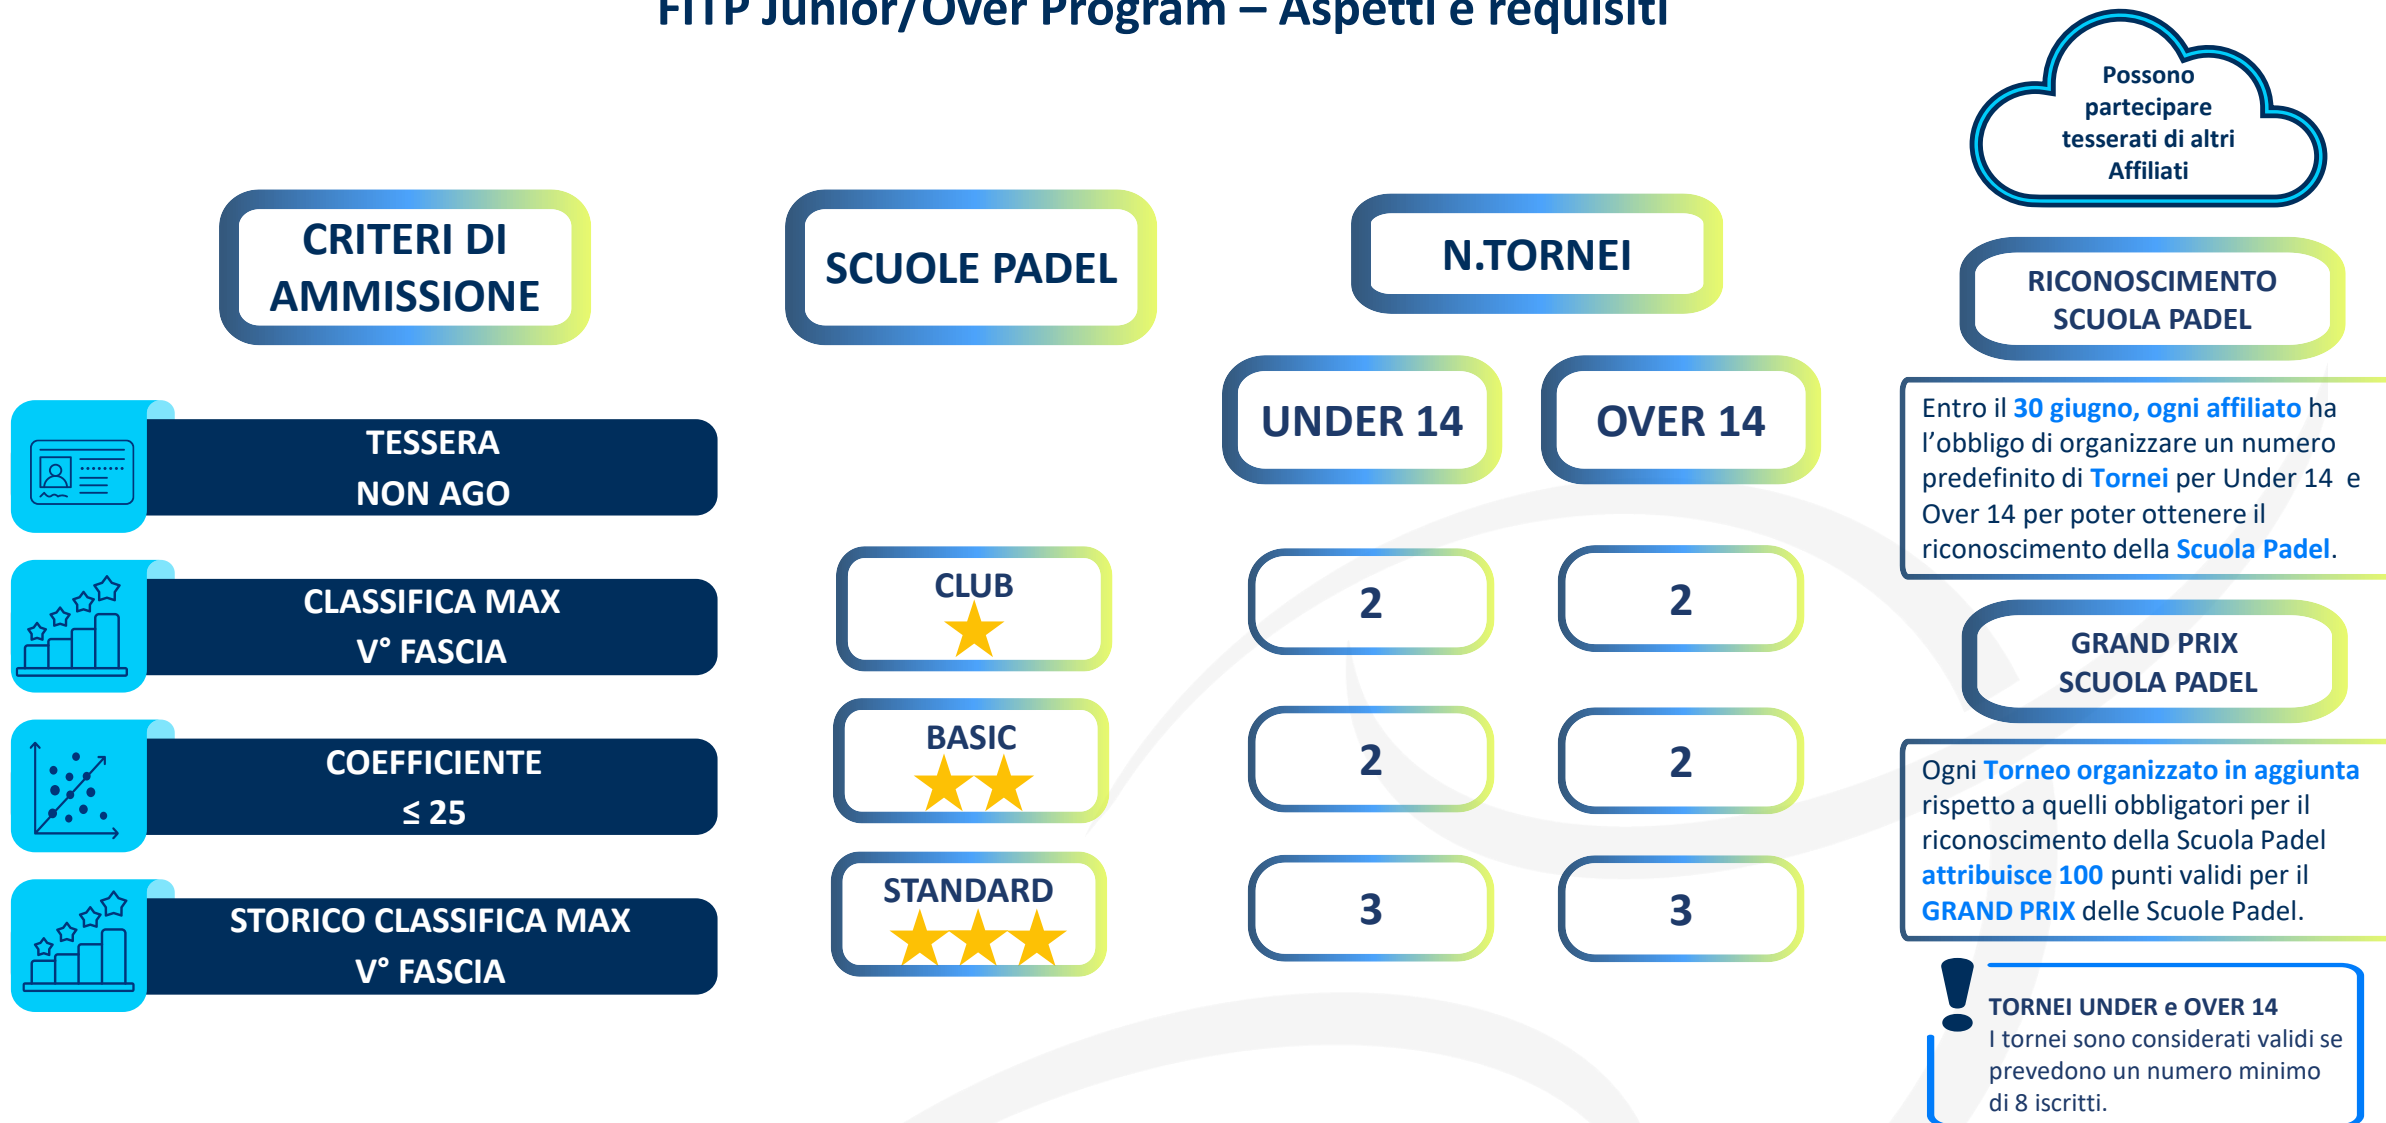 FITP Junior/Over Program – Aspetti e requisiti
Possono
partecipare
tesserati di altri
Affiliati
CRITERI DI
AMMISSIONE
SCUOLE PADEL
N.TORNEI
UNDER 14
OVER 14
TESSERA
NON AGO
CLASSIFICA MAX
V° FASCIA
COEFFICIENTE
≤ 25
STORICO CLASSIFICA MAX
V° FASCIA
CLUB
2
2
BASIC
2
2
STANDARD
3
3
RICONOSCIMENTO
SCUOLA PADEL
Entro il 30 giugno, ogni affiliato ha
l’obbligo di organizzare un numero
predefinito di Tornei per Under 14 e
Over 14 per poter ottenere il
riconoscimento della Scuola Padel.
GRAND PRIX
SCUOLA PADEL
Ogni Torneo organizzato in aggiunta
rispetto a quelli obbligatori per il
riconoscimento della Scuola Padel
attribuisce 100 punti validi per il
GRAND PRIX delle Scuole Padel.
TORNEI UNDER e OVER 14
I tornei sono considerati validi se
prevedono un numero minimo
di 8 iscritti.